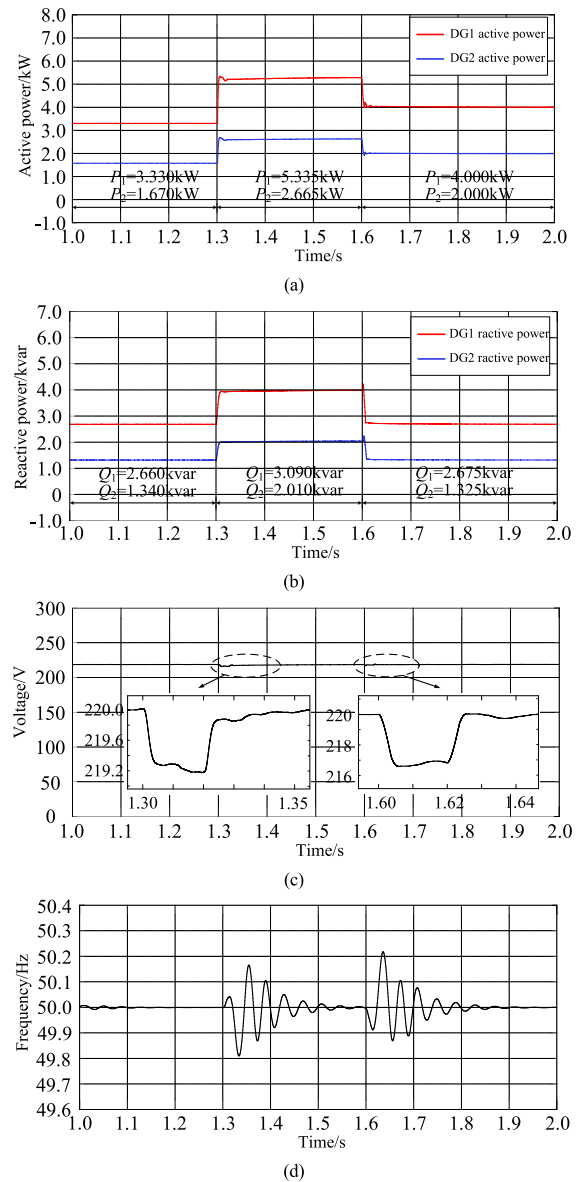 8.0
7.0
6.0
5.0
4.0
3.0
2.0
1.0
0
-1.0
Active power/kW
DG1 active power
DG2 active power
P1=3.330kW P1=5.335kW P1=4.000kW
P2=1.670kW P2=2.665kW P2=2.000kW
1.0 1.1 1.2 1.3 1.4 1.5 1.6 1.7 1.8 1.9 2.0
Time/s
(a)
7.0
6.0
5.0
4.0
3.0
2.0
1.0
0
-1.0
Reactive power/kvar
DG1 ractive power
DG2 ractive power
Q1=2.660kvar Q1=3.090kvar Q1=2.675kvar
Q2=1.340kvar Q2=2.010kvar Q2=1.325kvar
1.0 1.1 1.2 1.3 1.4 1.5 1.6 1.7 1.8 1.9 2.0
Time/s
(b)
300
250
200
150
100
50
0
Voltage/V
220.0
219.6
219.2
1.30 1.35
220
218
216
1.60 1.62 1.64
1.0 1.1 1.2 1.3 1.4 1.5 1.6 1.7 1.8 1.9 2.0
Time/s
(c)
50.4
50.3
50.2
50.1
50.0
49.9
49.8
49.7
49.6
Frequency/Hz
1.0 1.1 1.2 1.3 1.4 1.5 1.6 1.7 1.8 1.9 2.0
Time/s
(d)